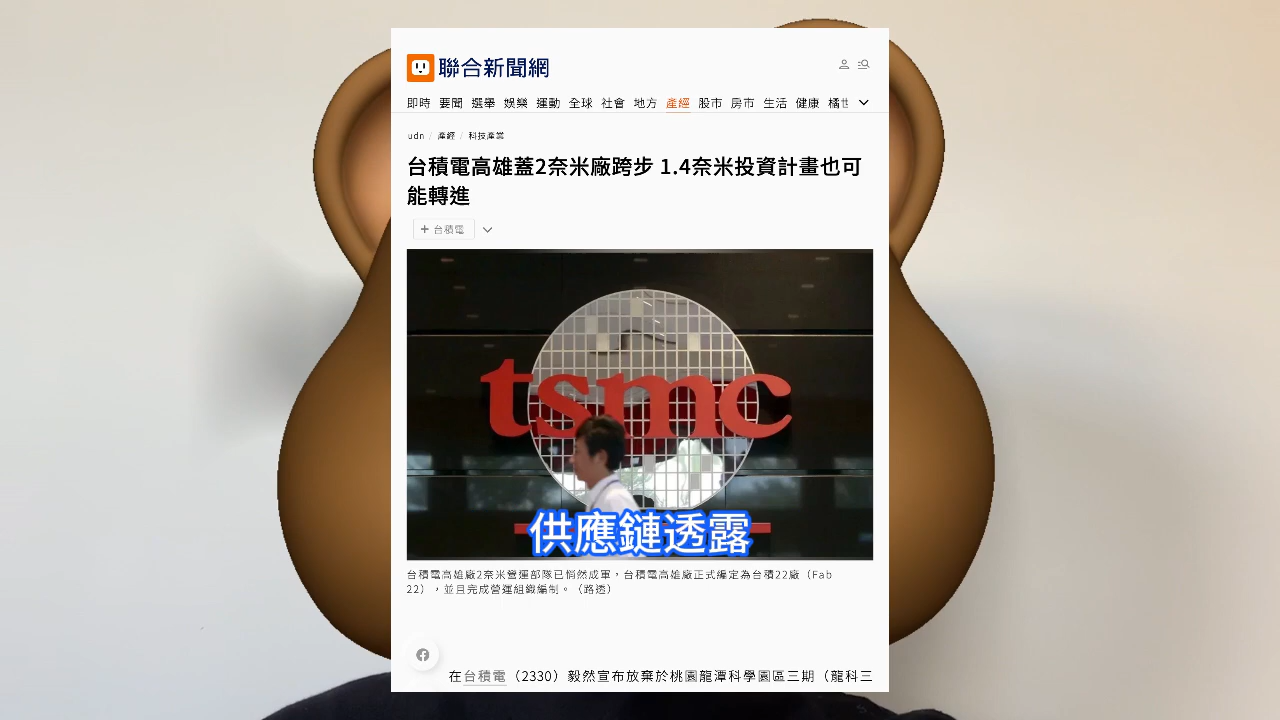 聯合新聞網
即時 要聞 選舉 娛樂 運動 全球 社會 地方 產經 股市 房市 生活 健康 橘世
udn / 產經 / 科技產業
台積電高雄蓋2奈米廠跨步 1.4奈米投資計畫也可
能轉進
+ 台積電
tsmc
供應鏈透露
台積電高雄廠2奈米營運部隊已悄然成軍，台積電高雄廠正式編定為台積22廠（Fab
22），並且完成營運組織編制。（路透）
在台積電（2330）毅然宣布放棄於桃園龍潭科學園區三期（龍科三